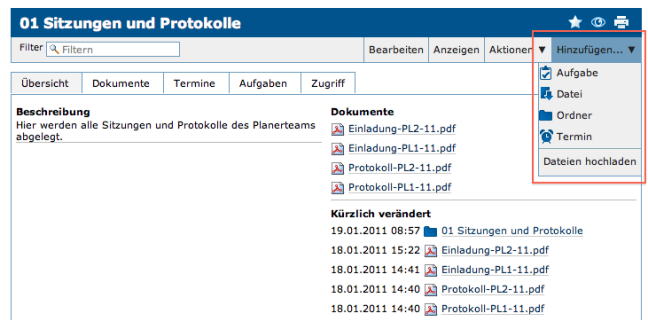 01 Sitzungen und Protokolle
Filter Filtern
Bearbeiten Anzeigen Aktionen ▼ Hinzufügen... ▼
Aufgabe
Datei
Ordner
Termin
Dateien hochladen
Übersicht Dokumente Termine Aufgaben Zugriff
Beschreibung
Hier werden alle Sitzungen und Protokolle des Planerteams
abgelegt.
Dokumente
Einladung-PL2-11.pdf
Einladung-PL1-11.pdf
Protokoll-PL2-11.pdf
Protokoll-PL1-11.pdf
Kürzlich verändert
19.01.2011 08:57 01 Sitzungen und Protokolle
18.01.2011 15:22 Einladung-PL2-11.pdf
18.01.2011 14:41 Einladung-PL1-11.pdf
18.01.2011 14:40 Protokoll-PL2-11.pdf
18.01.2011 14:40 Protokoll-PL1-11.pdf